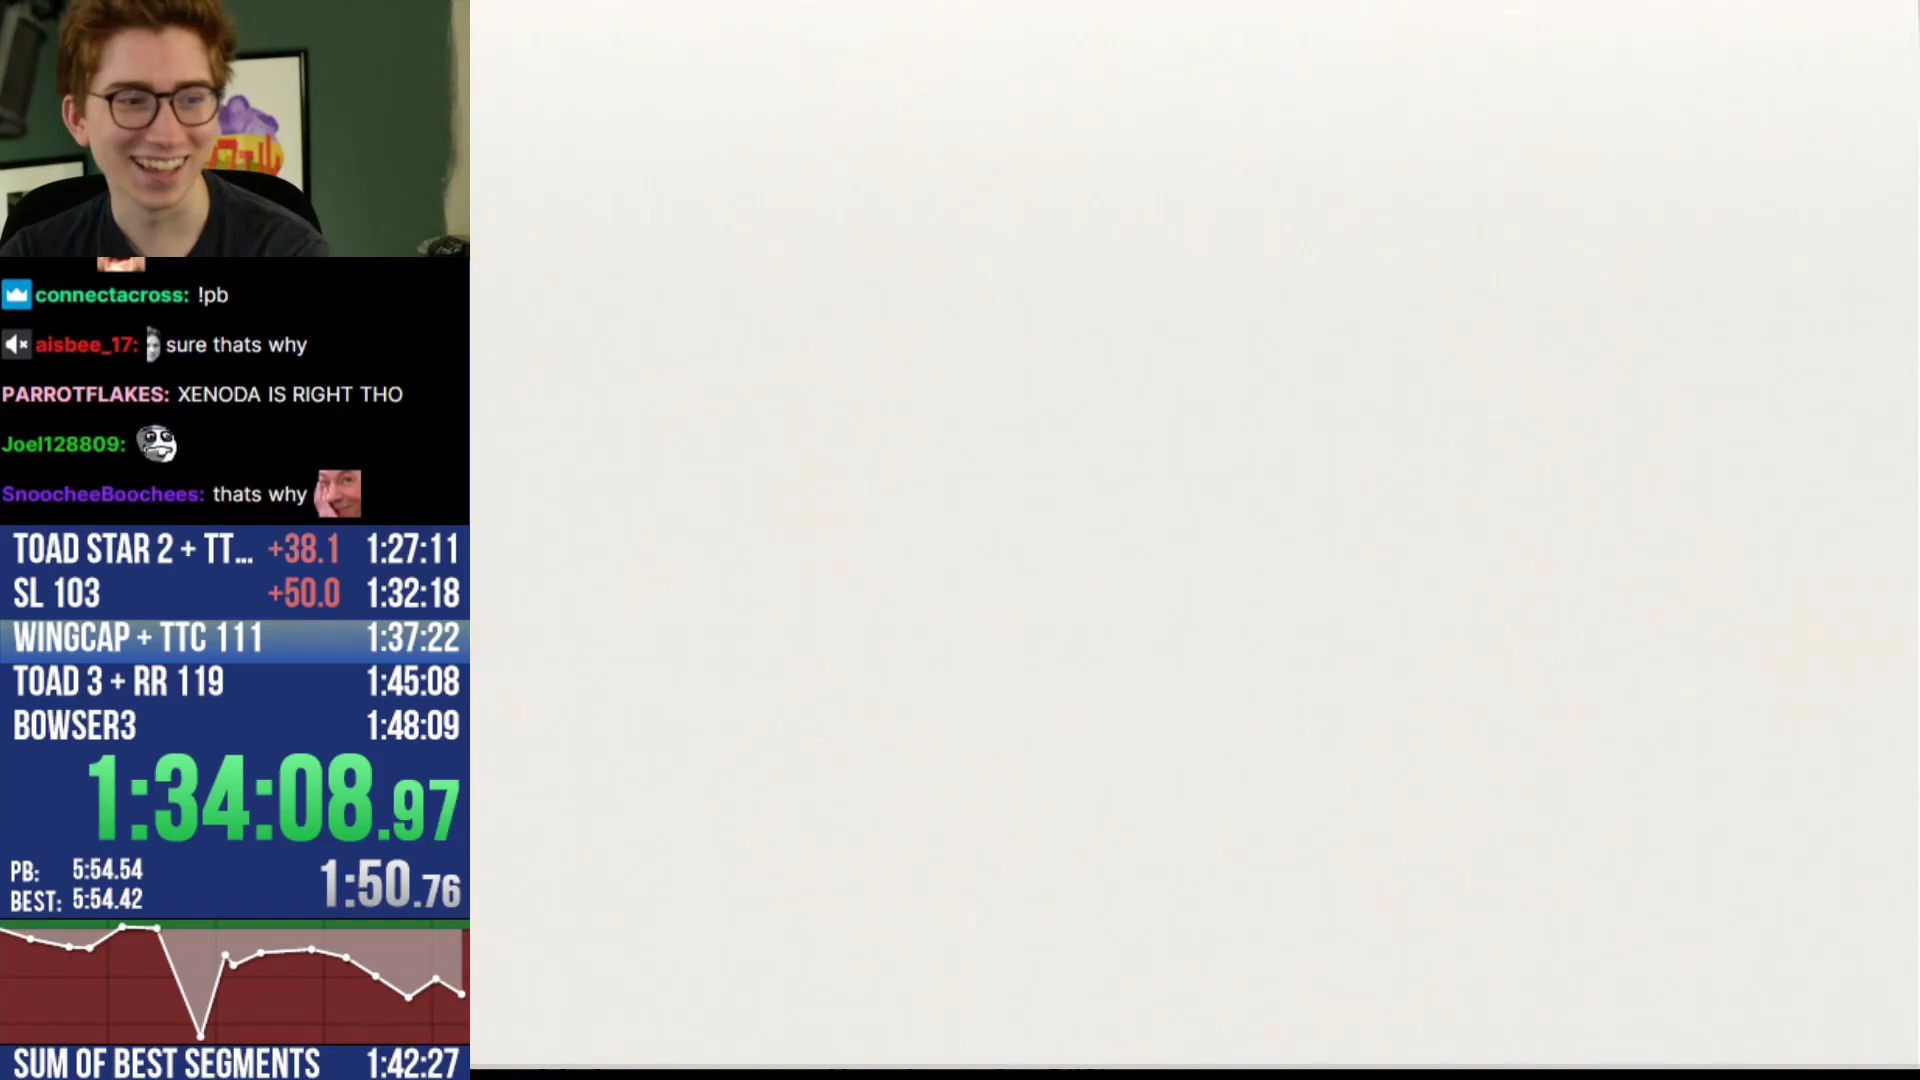 connectacross: !pb
aisbee_17: sure thats why
PARROTFLAKES: XENODA IS RIGHT THO
Joel128809:
SnoocheeBoochees: thats why
TOAD STAR 2 + TT... +38.1 1:27:11
SL 103 +50.0 1:32:18
WINGCAP + TTC 111 1:37:22
TOAD 3 + RR 119 1:45:08
BOWSER3 1:48:09
1:34:08.97
PB: 5:54.54
BEST: 5:54.42
1:50.76
SUM OF BEST SEGMENTS 1:42:27